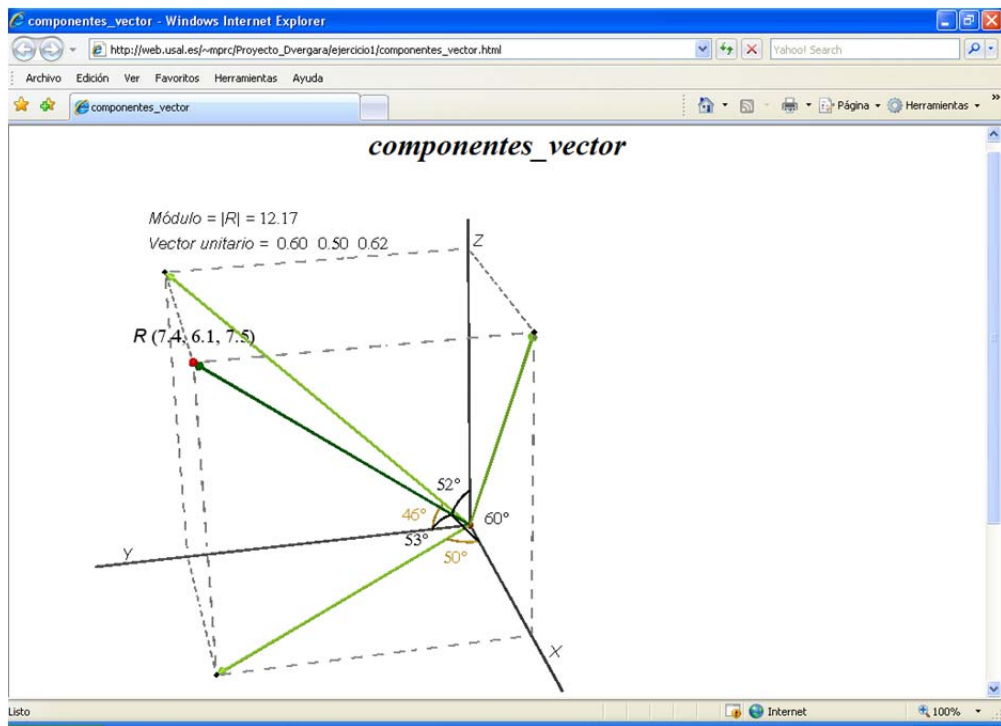 componentes_vector - Windows Internet Explorer
http://web.usal.es/~mprc/Proyecto_Dvergara/ejercicio1/componentes_vector.html
Yahoo! Search
Archivo Edición Ver Favoritos Herramientas Ayuda
componentes_vector
Página Herramientas »
componentes_vector
Módulo = |R| = 12.17
Vector unitario = 0.60 0.50 0.62
Z
R (7.4, 6.1, 7.5)
52°
46°
60°
53°
Y
50°
X
Listo
Internet
100%